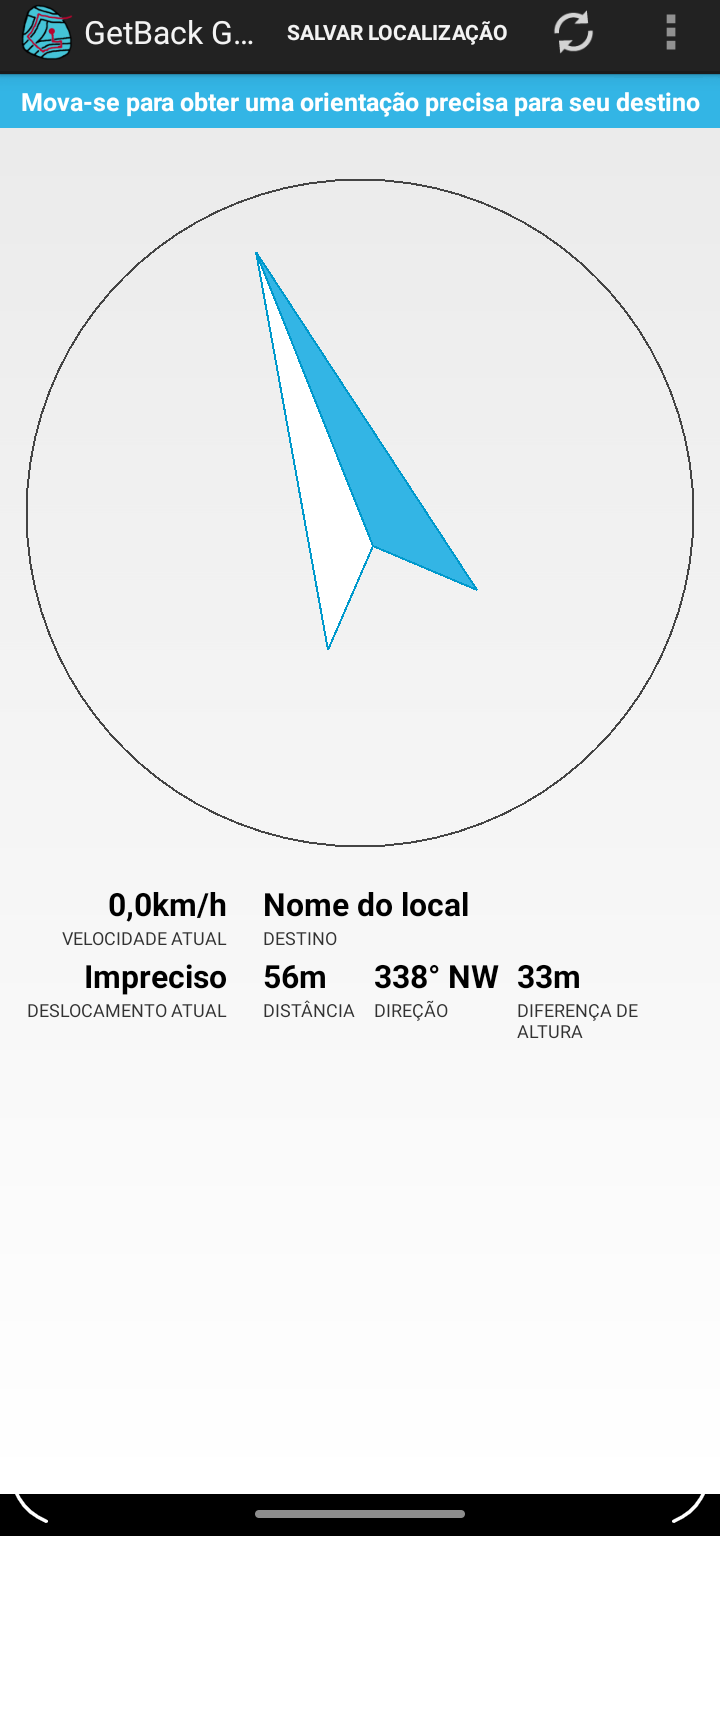 GetBack G...
SALVAR LOCALIZAÇÃO
Mova-se para obter uma orientação precisa para seu destino
0,0km/h
VELOCIDADE ATUAL
Nome do local
DESTINO
Impreciso
DESLOCAMENTO ATUAL
56m
DISTÂNCIA
338° NW
DIREÇÃO
33m
DIFERENÇA DE
ALTURA